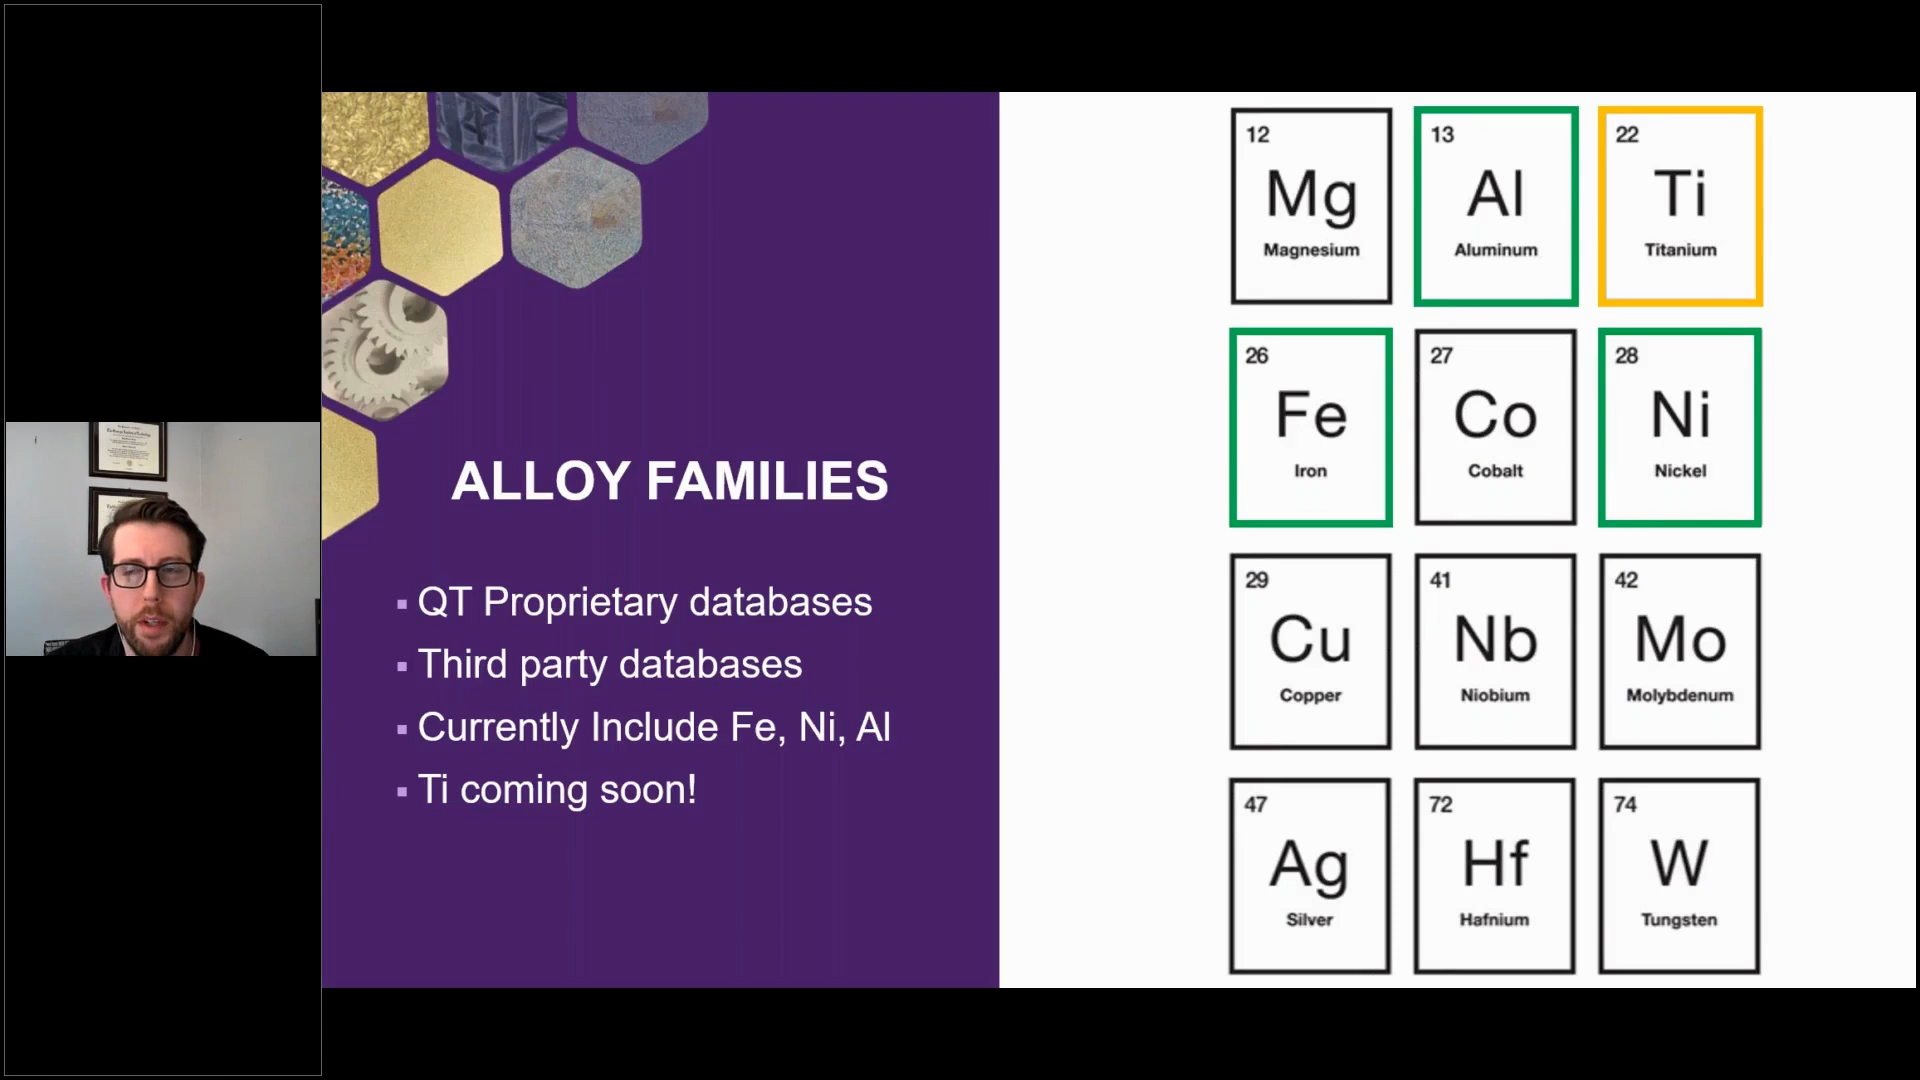 ALLOY FAMILIES
▪ QT Proprietary databases
▪ Third party databases
▪ Currently Include Fe, Ni, Al
▪ Ti coming soon!
12
Mg
Magnesium
13
Al
Aluminum
22
Ti
Titanium
26
Fe
Iron
27
Co
Cobalt
28
Ni
Nickel
29
Cu
Copper
41
Nb
Niobium
42
Mo
Molybdenum
47
Ag
Silver
72
Hf
Hafnium
74
W
Tungsten